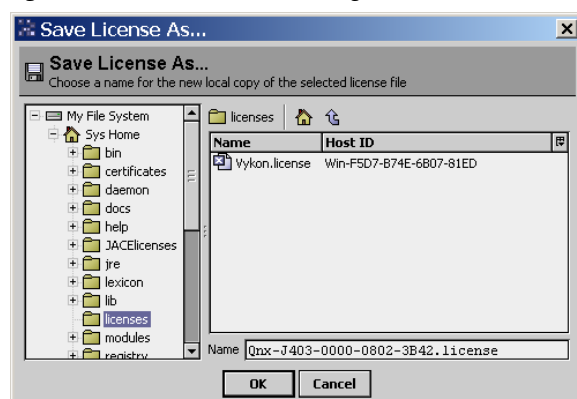 Save License As...
Save License As...
Choose a name for the new local copy of the selected license file
My File System
Sys Home
bin
certificates
daemon
docs
help
JACElicenses
jre
lexicon
lib
licenses
modules
registry
licenses
Name Host ID
Vykon.license Win-F5D7-B74E-6B07-81ED
Name Qnx-J403-0000-0802-3B42.license
OK Cancel